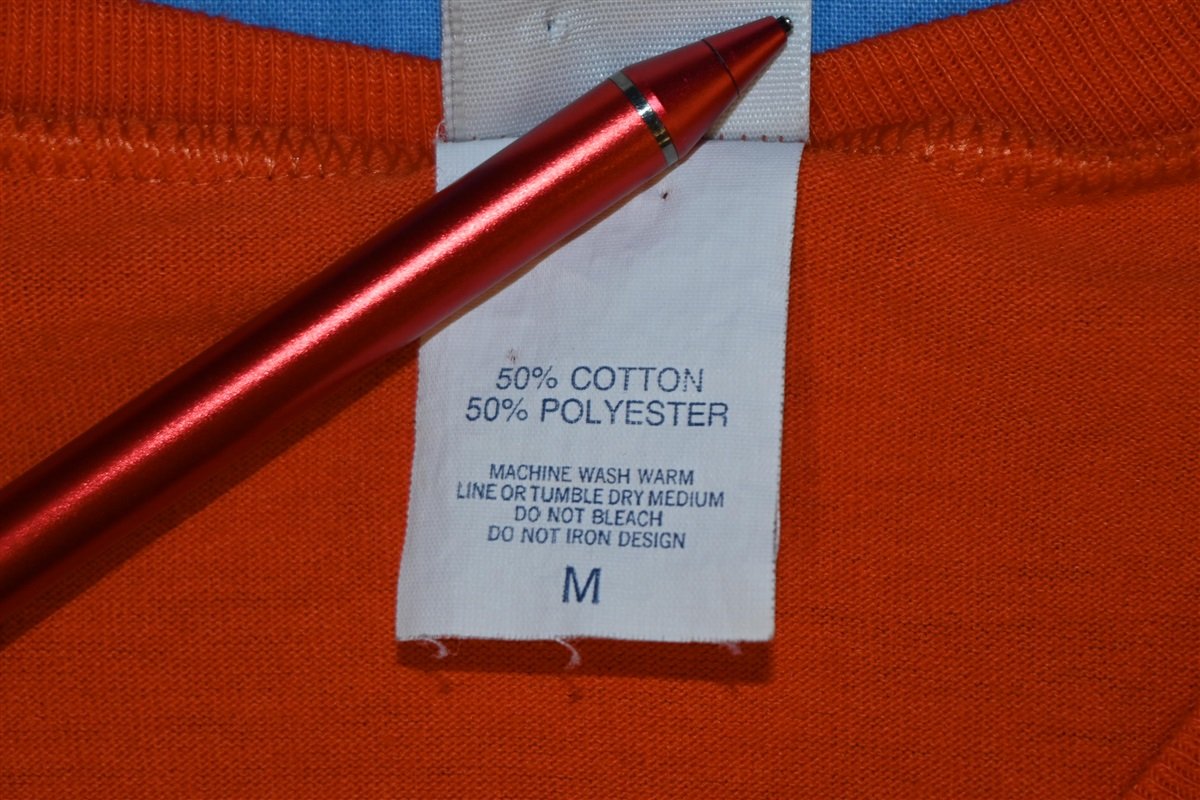 50% COTTON
50% POLYESTER
MACHINE WASH WARM
LINE OR TUMBLE DRY MEDIUM
DO NOT BLEACH
DO NOT IRON DESIGN
M